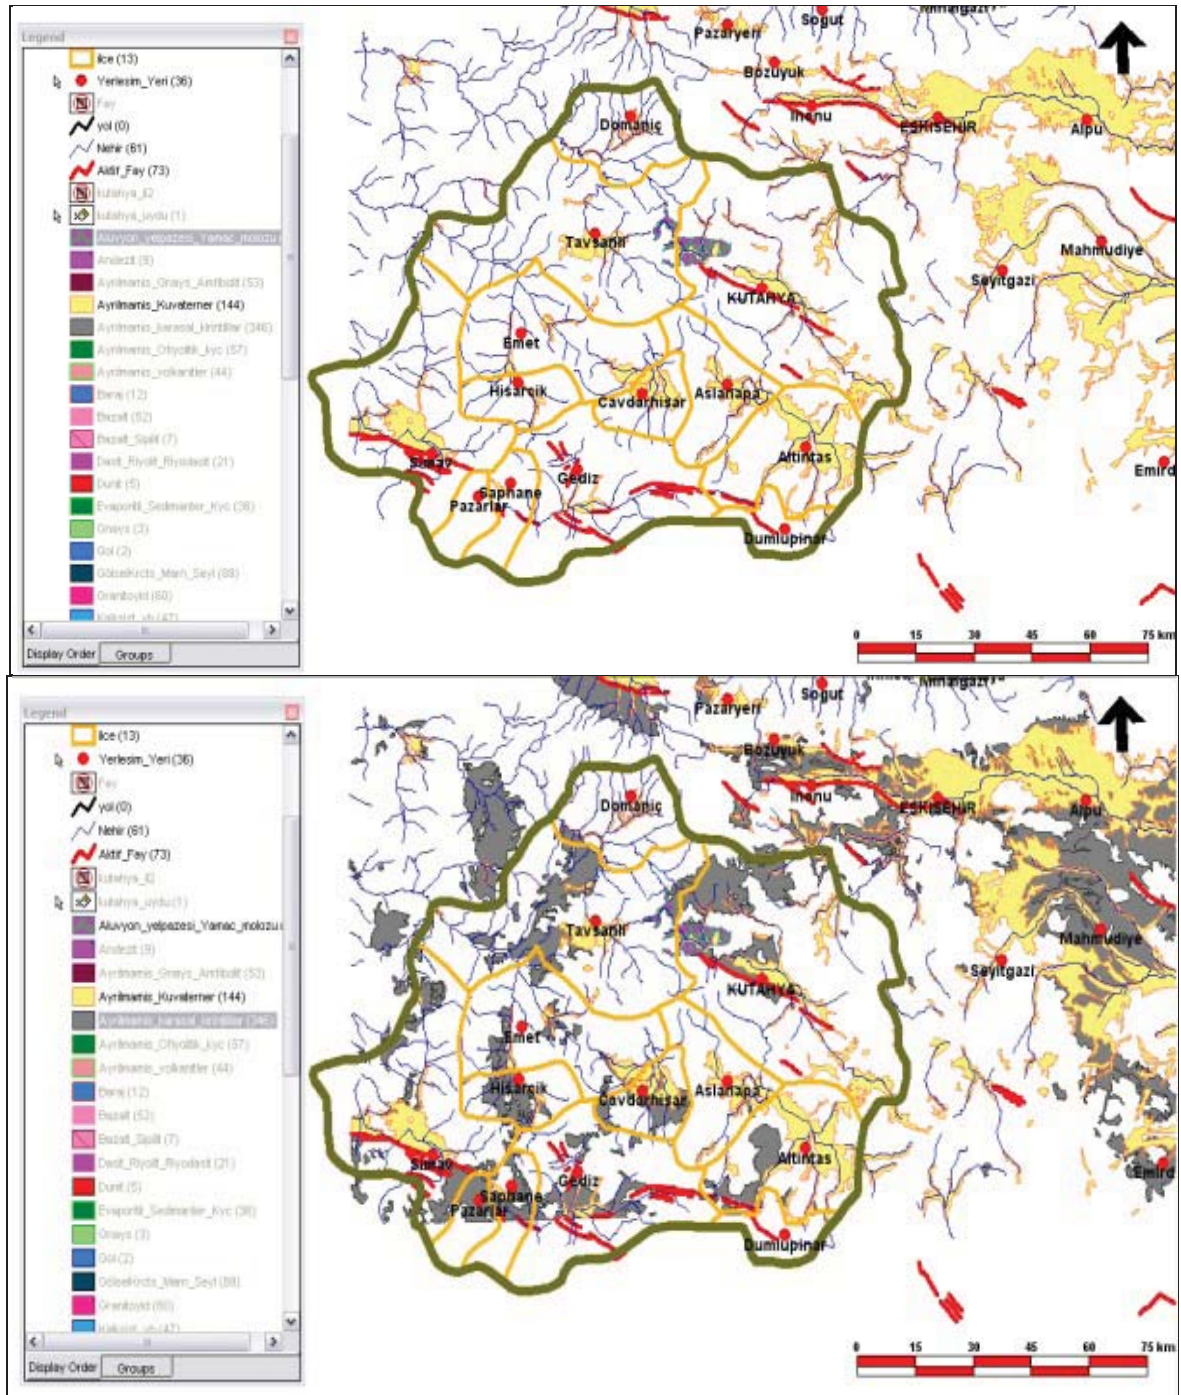 Legend
ilce (13)
Yerlesim_Yeri (36)
Fay
yol (0)
Nehir (61)
Aktif_Fay (73)
kutahya_il2
kutahya_uydu (1)
Aluvyon_yelpazesi_Yamac_molozu
Andezit (9)
Ayrilmamis_Gnays_Amfibolit (53)
Ayrilmamis_Kuvaterner (144)
Ayrilmamis_karasal_kirintililar (346)
Ayrilmamis_Ofiyolitik_kyc (57)
Ayrilmamis_volkanitler (44)
Baraj (12)
Bazalt (52)
Bazalt_Spilit (7)
Dasit_Riyolit_Riyodasit (21)
Dunit (5)
Evaporitli_Sedimanter_Kyc (36)
Gnays (3)
Gol (2)
GölselKrcts_Marn_Seyl (88)
Granitoyid (60)
Display Order
Groups
Sogut
Pazaryeri
Bozuyuk
Domaniç
Inonu
ESKISEHIR
Alpu
Tavsanli
Mahmudiye
Seyitgazi
KUTAHYA
Emet
Hisarcik
Cavdarhisar
Aslanapa
Simav
Gediz
Altintas
Emird
Saphane
Pazarlar
Dumlupinar
0 15 30 45 60 75 km
Legend
ilce (13)
Yerlesim_Yeri (36)
Fay
yol (0)
Nehir (61)
Aktif_Fay (73)
kutahya_il2
kutahya_uydu (1)
Aluvyon_yelpazesi_Yamac_molozu
Andezit (9)
Ayrilmamis_Gnays_Amfibolit (53)
Ayrilmamis_Kuvaterner (144)
Ayrilmamis_karasal_kirintililar (346)
Ayrilmamis_Ofiyolitik_kyc (57)
Ayrilmamis_volkanitler (44)
Baraj (12)
Bazalt (52)
Bazalt_Spilit (7)
Dasit_Riyolit_Riyodasit (21)
Dunit (5)
Evaporitli_Sedimanter_Kyc (36)
Gnays (3)
Gol (2)
GölselKrcts_Marn_Seyl (88)
Granitoyid (60)
Display Order
Groups
Sogut
Pazaryeri
Bozuyuk
Domaniç
Inonu
ESKISEHIR
Alpu
Tavsanli
Mahmudiye
Seyitgazi
KUTAHYA
Emet
Hisarcik
Cavdarhisar
Aslanapa
Simav
Gediz
Altintas
Emird
Saphane
Pazarlar
Dumlupinar
0 15 30 45 60 75 km